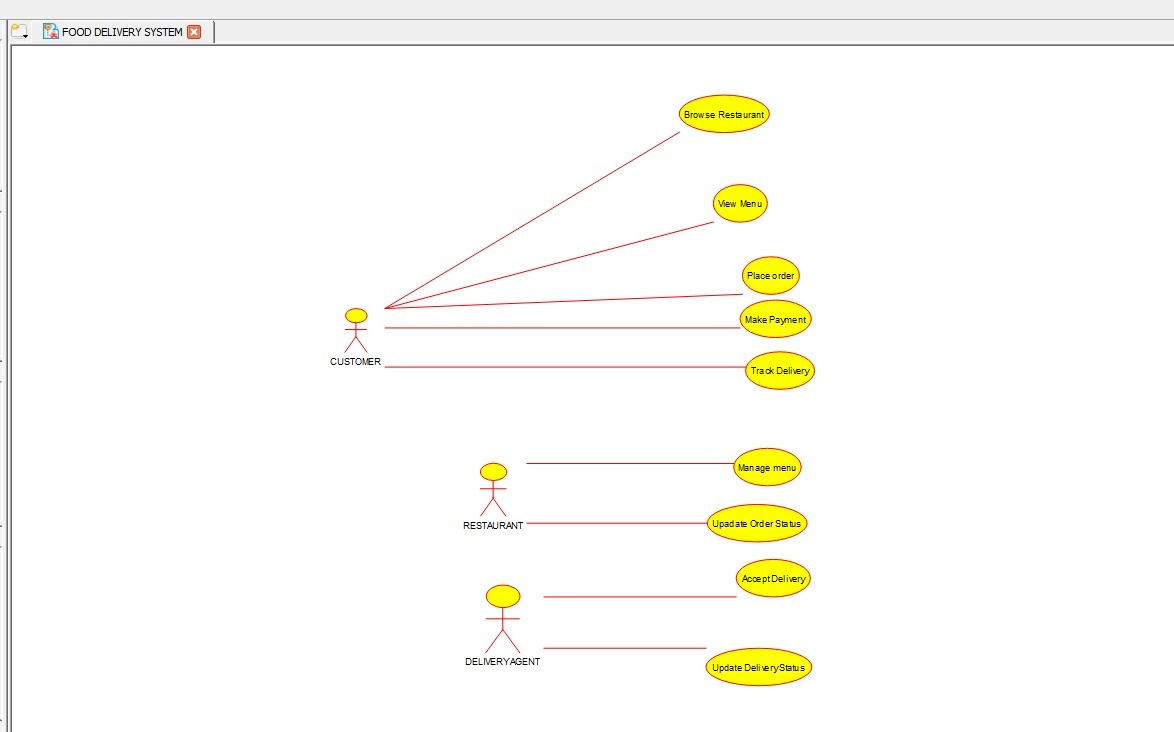 FOOD DELIVERY SYSTEM
Browse Restaurant
View Menu
Place order
Make Payment
CUSTOMER
Track Delivery
Manage menu
RESTAURANT
Upadate Order Status
Accept Delivery
DELIVERYAGENT
Update DeliveryStatus